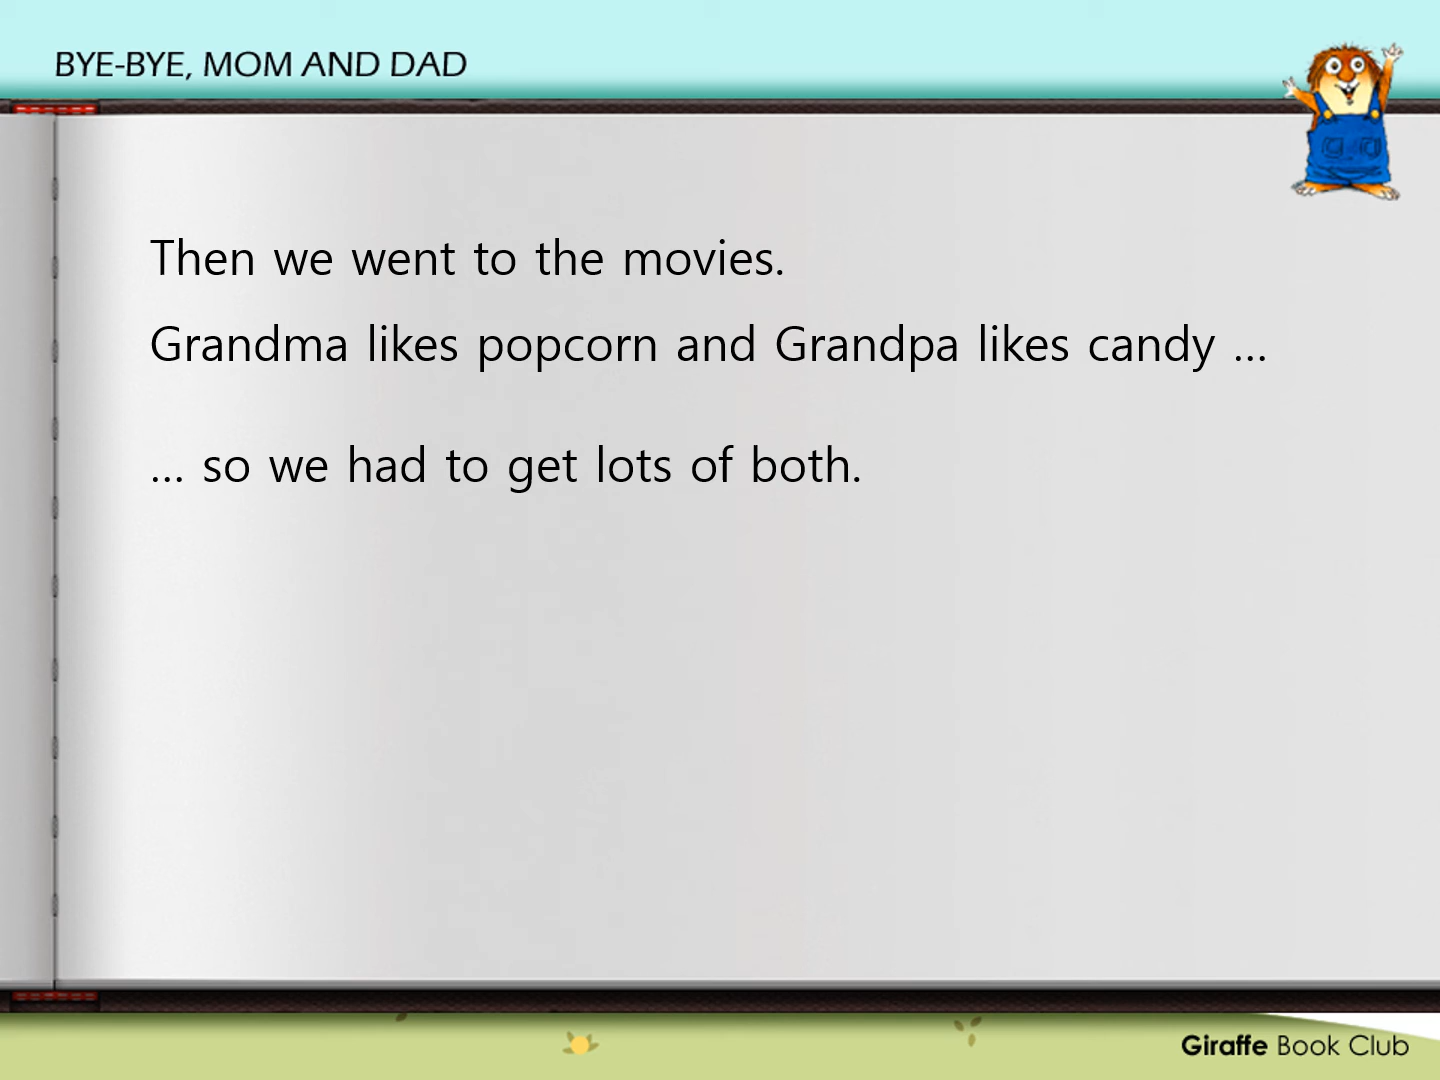 BYE-BYE, MOM AND DAD
Then we went to the movies.
Grandma likes popcorn and Grandpa likes candy ...
... so we had to get lots of both.
Giraffe Book Club